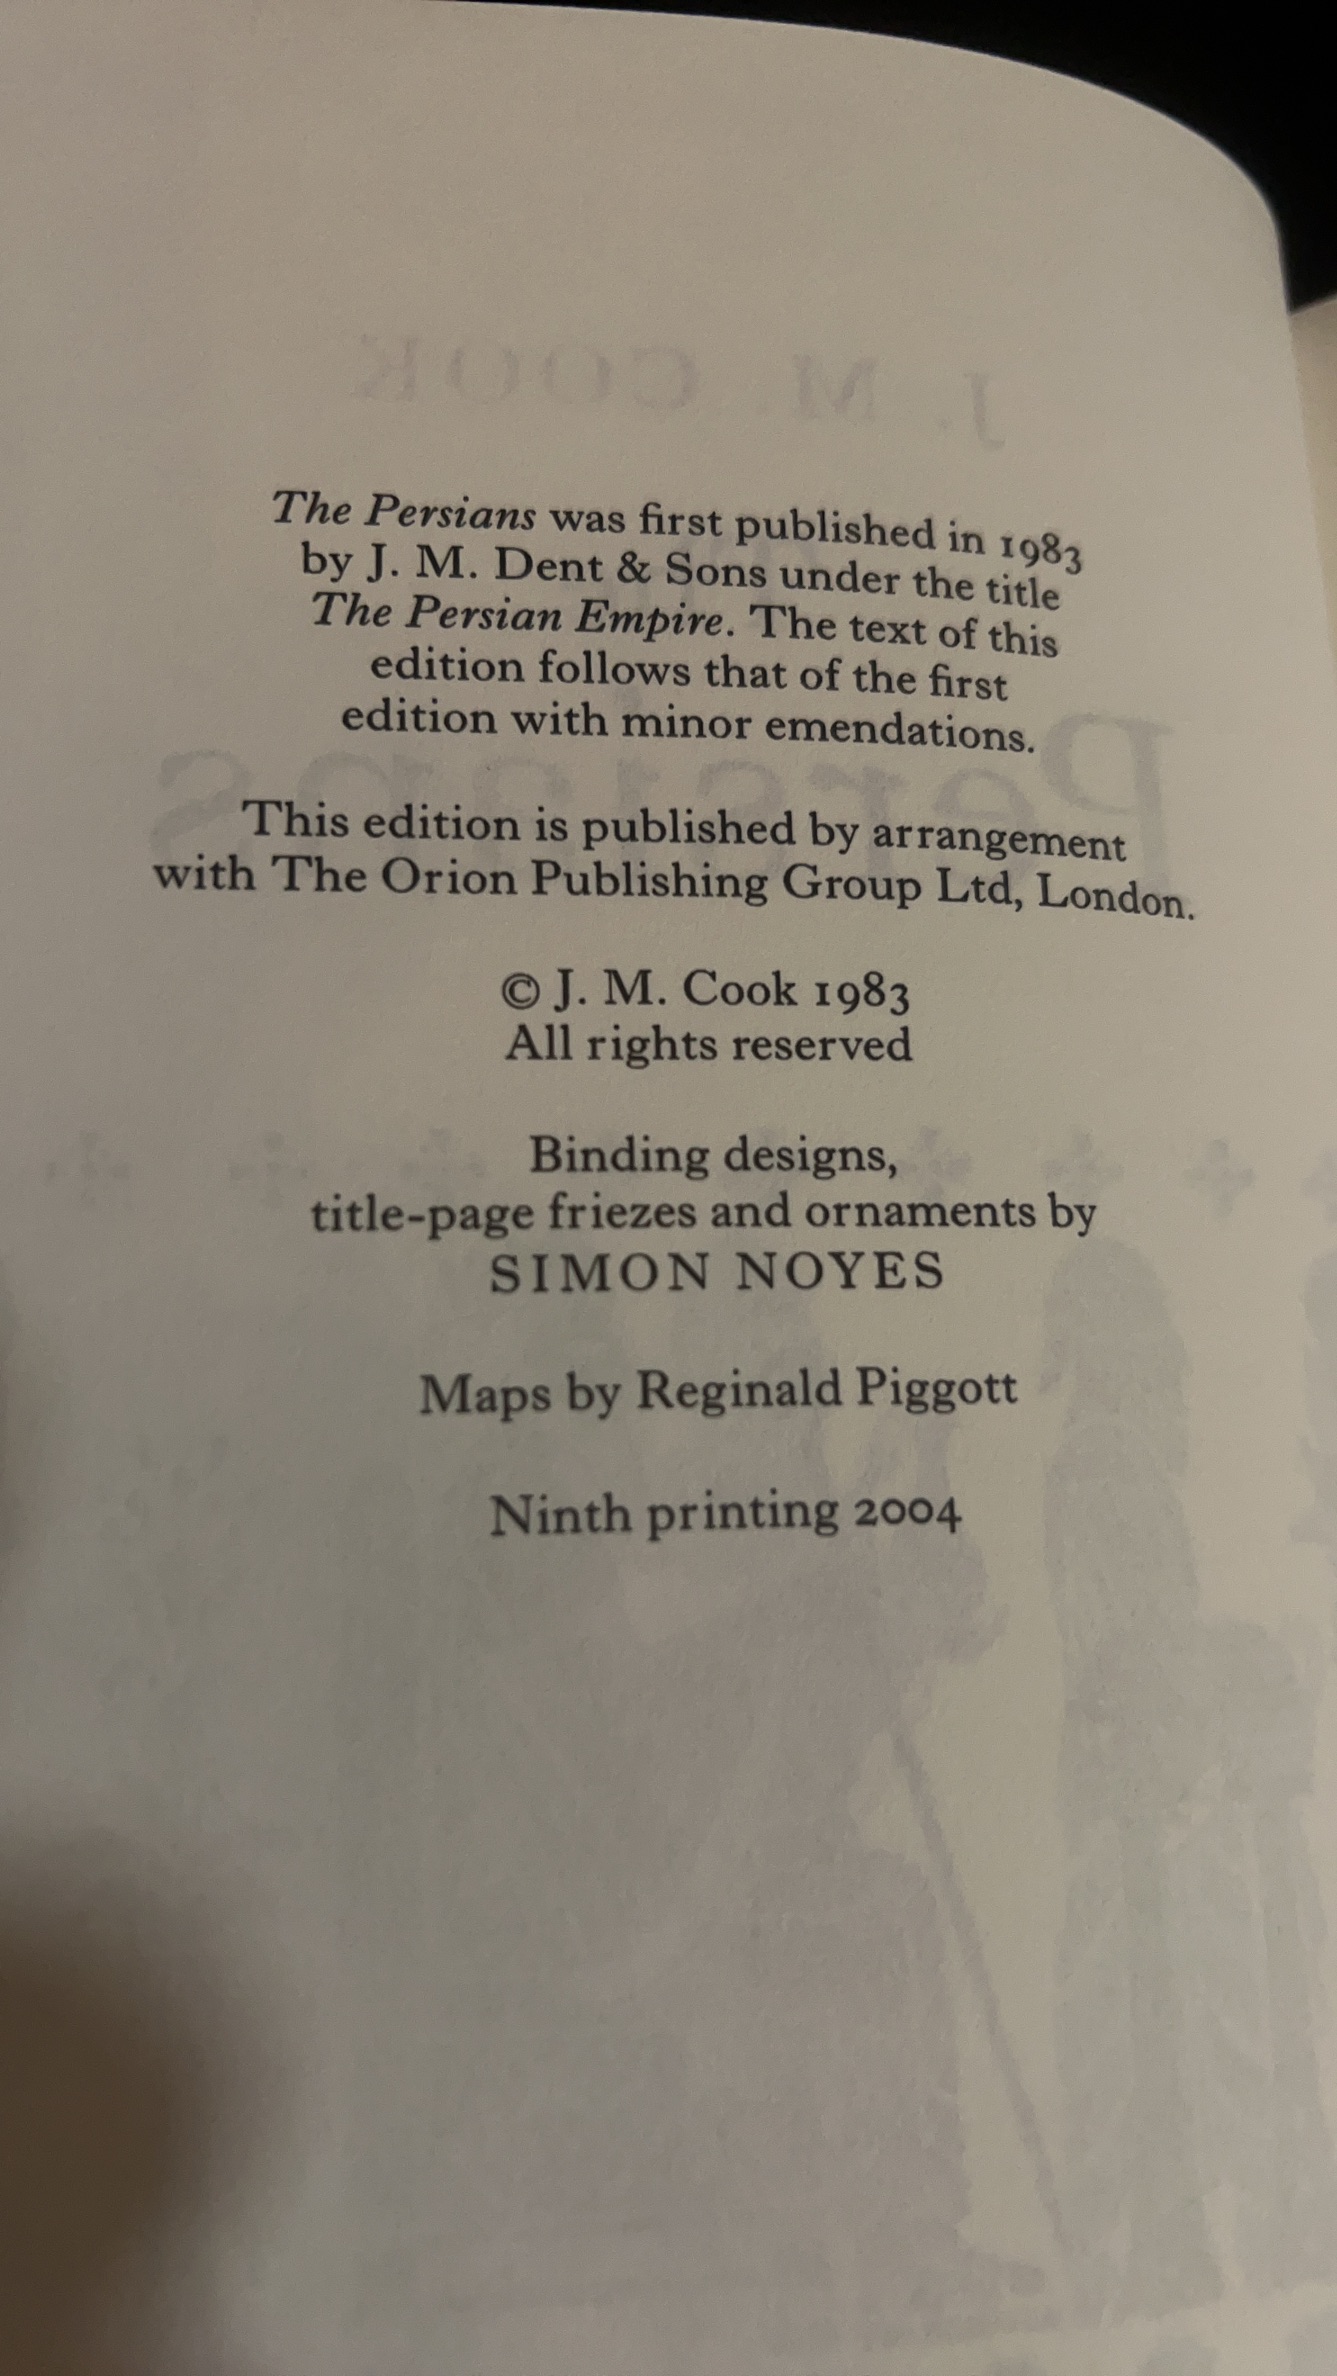 J. M. COOK
The Persians was first published in 1983
by J. M. Dent & Sons under the title
The Persian Empire. The text of this
edition follows that of the first
edition with minor emendations.
Persians
This edition is published by arrangement
with The Orion Publishing Group Ltd, London.
© J. M. Cook 1983
All rights reserved
Binding designs,
title-page friezes and ornaments by
SIMON NOYES
Maps by Reginald Piggott
Ninth printing 2004